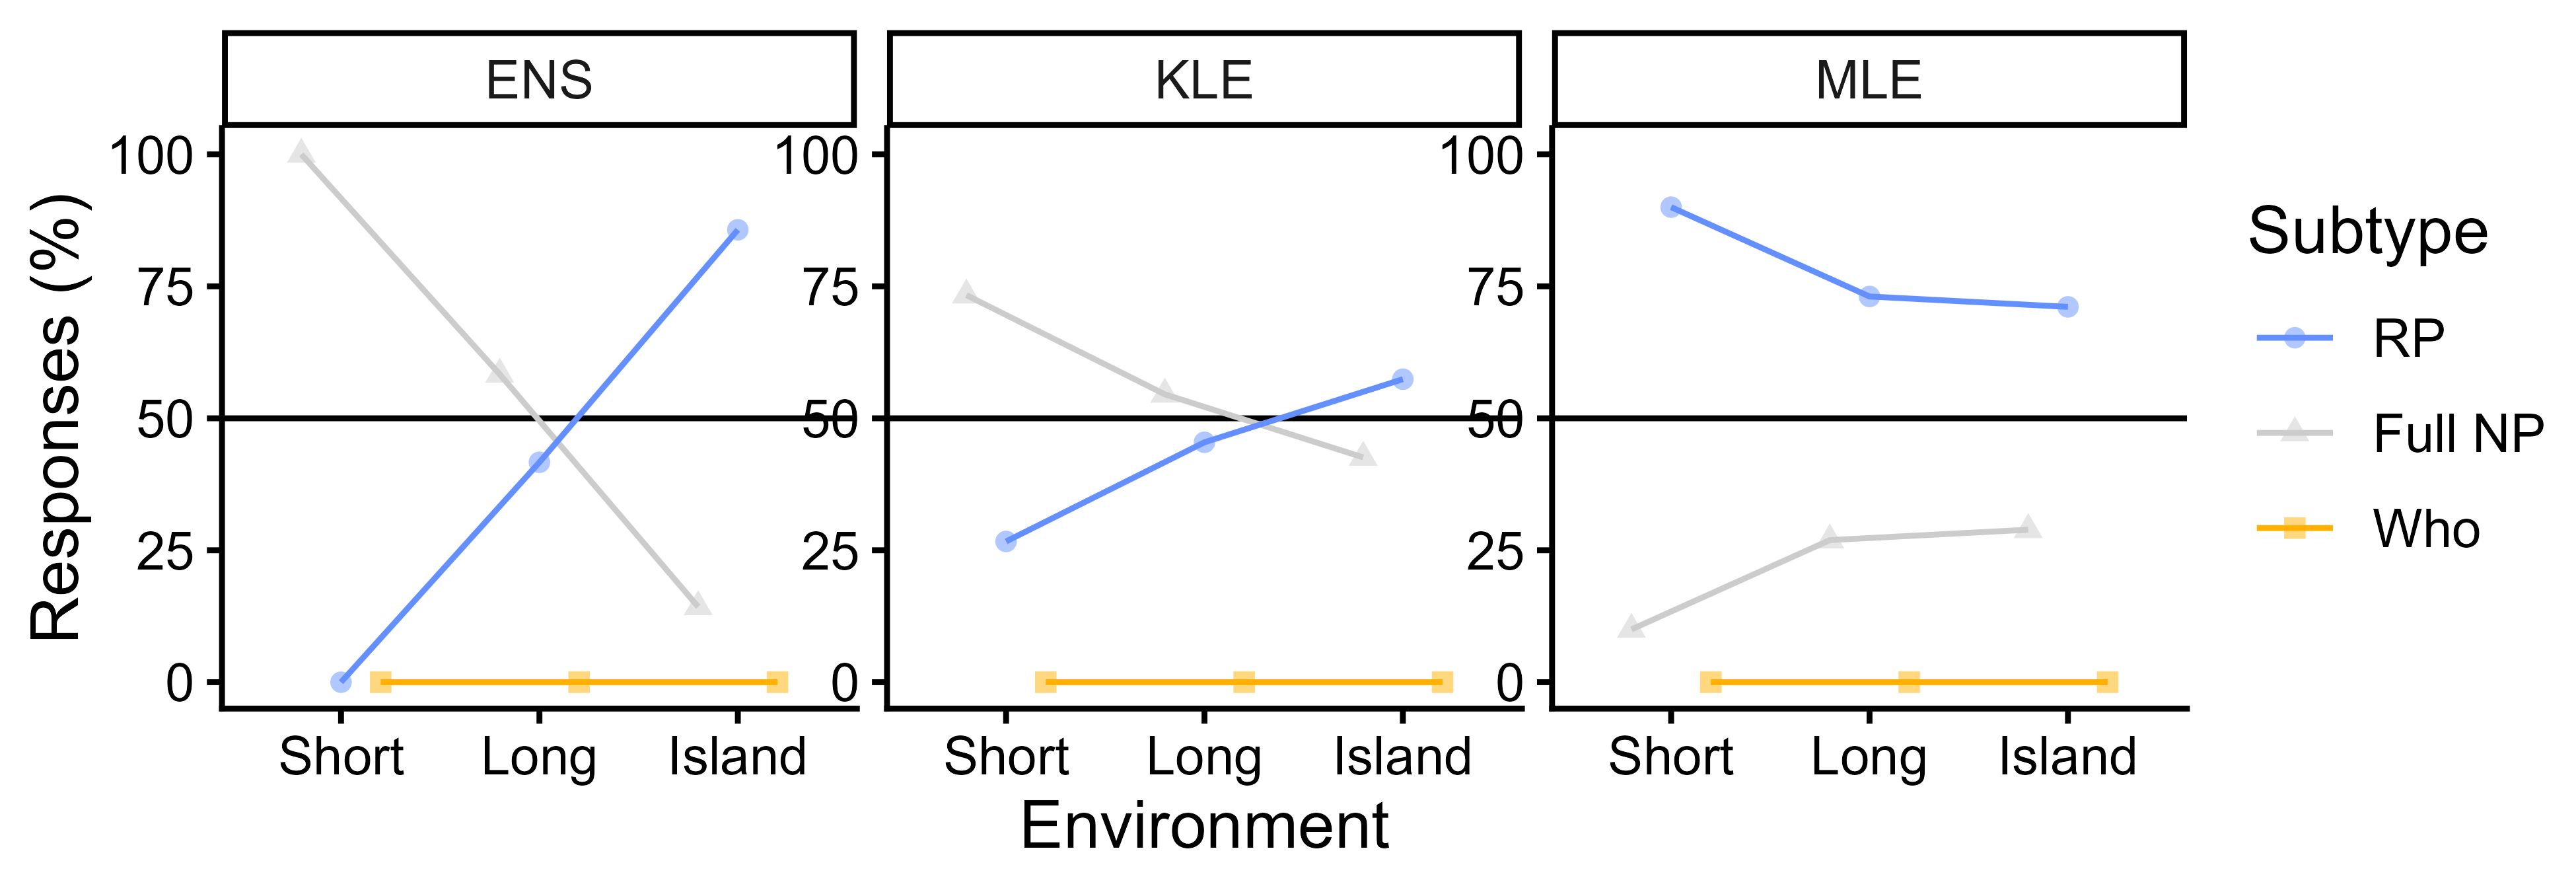 ENS KLE MLE
Responses (%)
100 100 100
75 75 75
50 50 50
25 25 25
0 0 0
Short Long Island Short Long Island Short Long Island
Environment
Subtype
RP
Full NP
Who